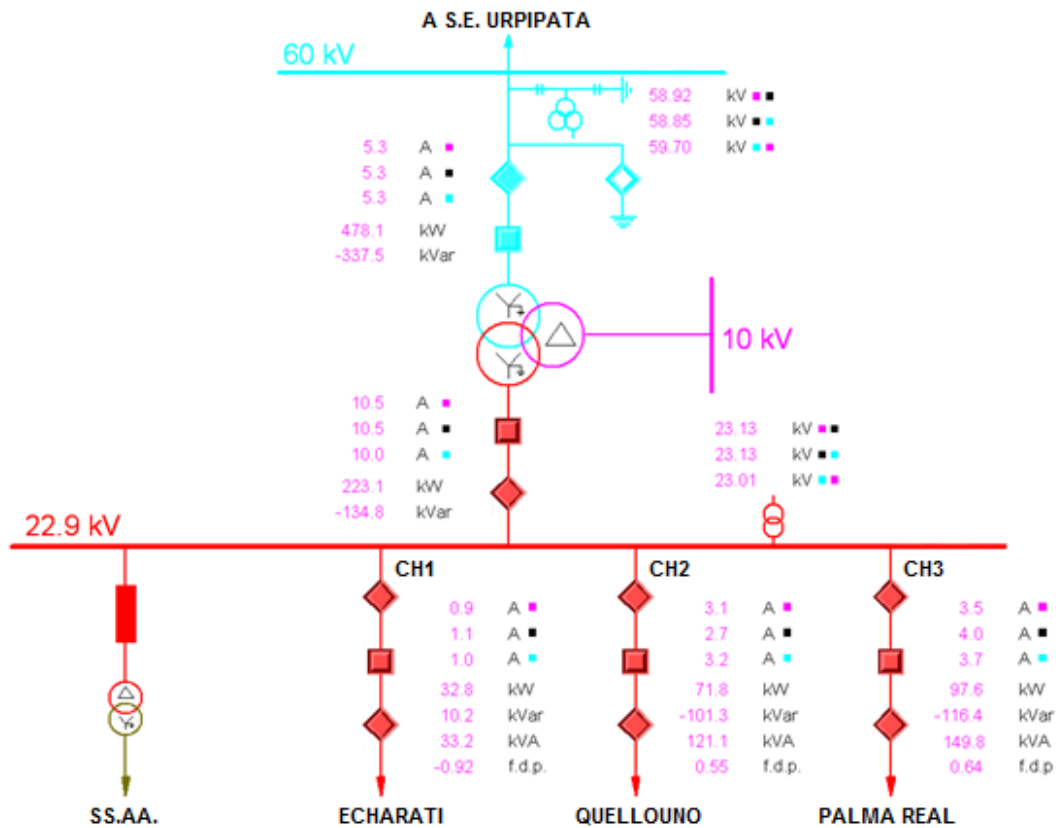 A S.E. URPIPATA
60 kV
58.92 kV
58.85 kV
59.70 kV
5.3 A
5.3 A
5.3 A
478.1 kW
-337.5 kVar
10 kV
10.5 A
10.5 A
10.0 A
223.1 kW
-134.8 kVar
23.13 kV
23.13 kV
23.01 kV
22.9 kV
CH1
0.9 A
1.1 A
1.0 A
32.8 kW
10.2 kVar
33.2 kVA
-0.92 f.d.p.
CH2
3.1 A
2.7 A
3.2 A
71.8 kW
-101.3 kVar
121.1 kVA
0.55 f.d.p.
CH3
3.5 A
4.0 A
3.7 A
97.6 kW
-116.4 kVar
149.8 kVA
0.64 f.d.p
SS.AA.
ECHARATI
QUELLOUNO
PALMA REAL